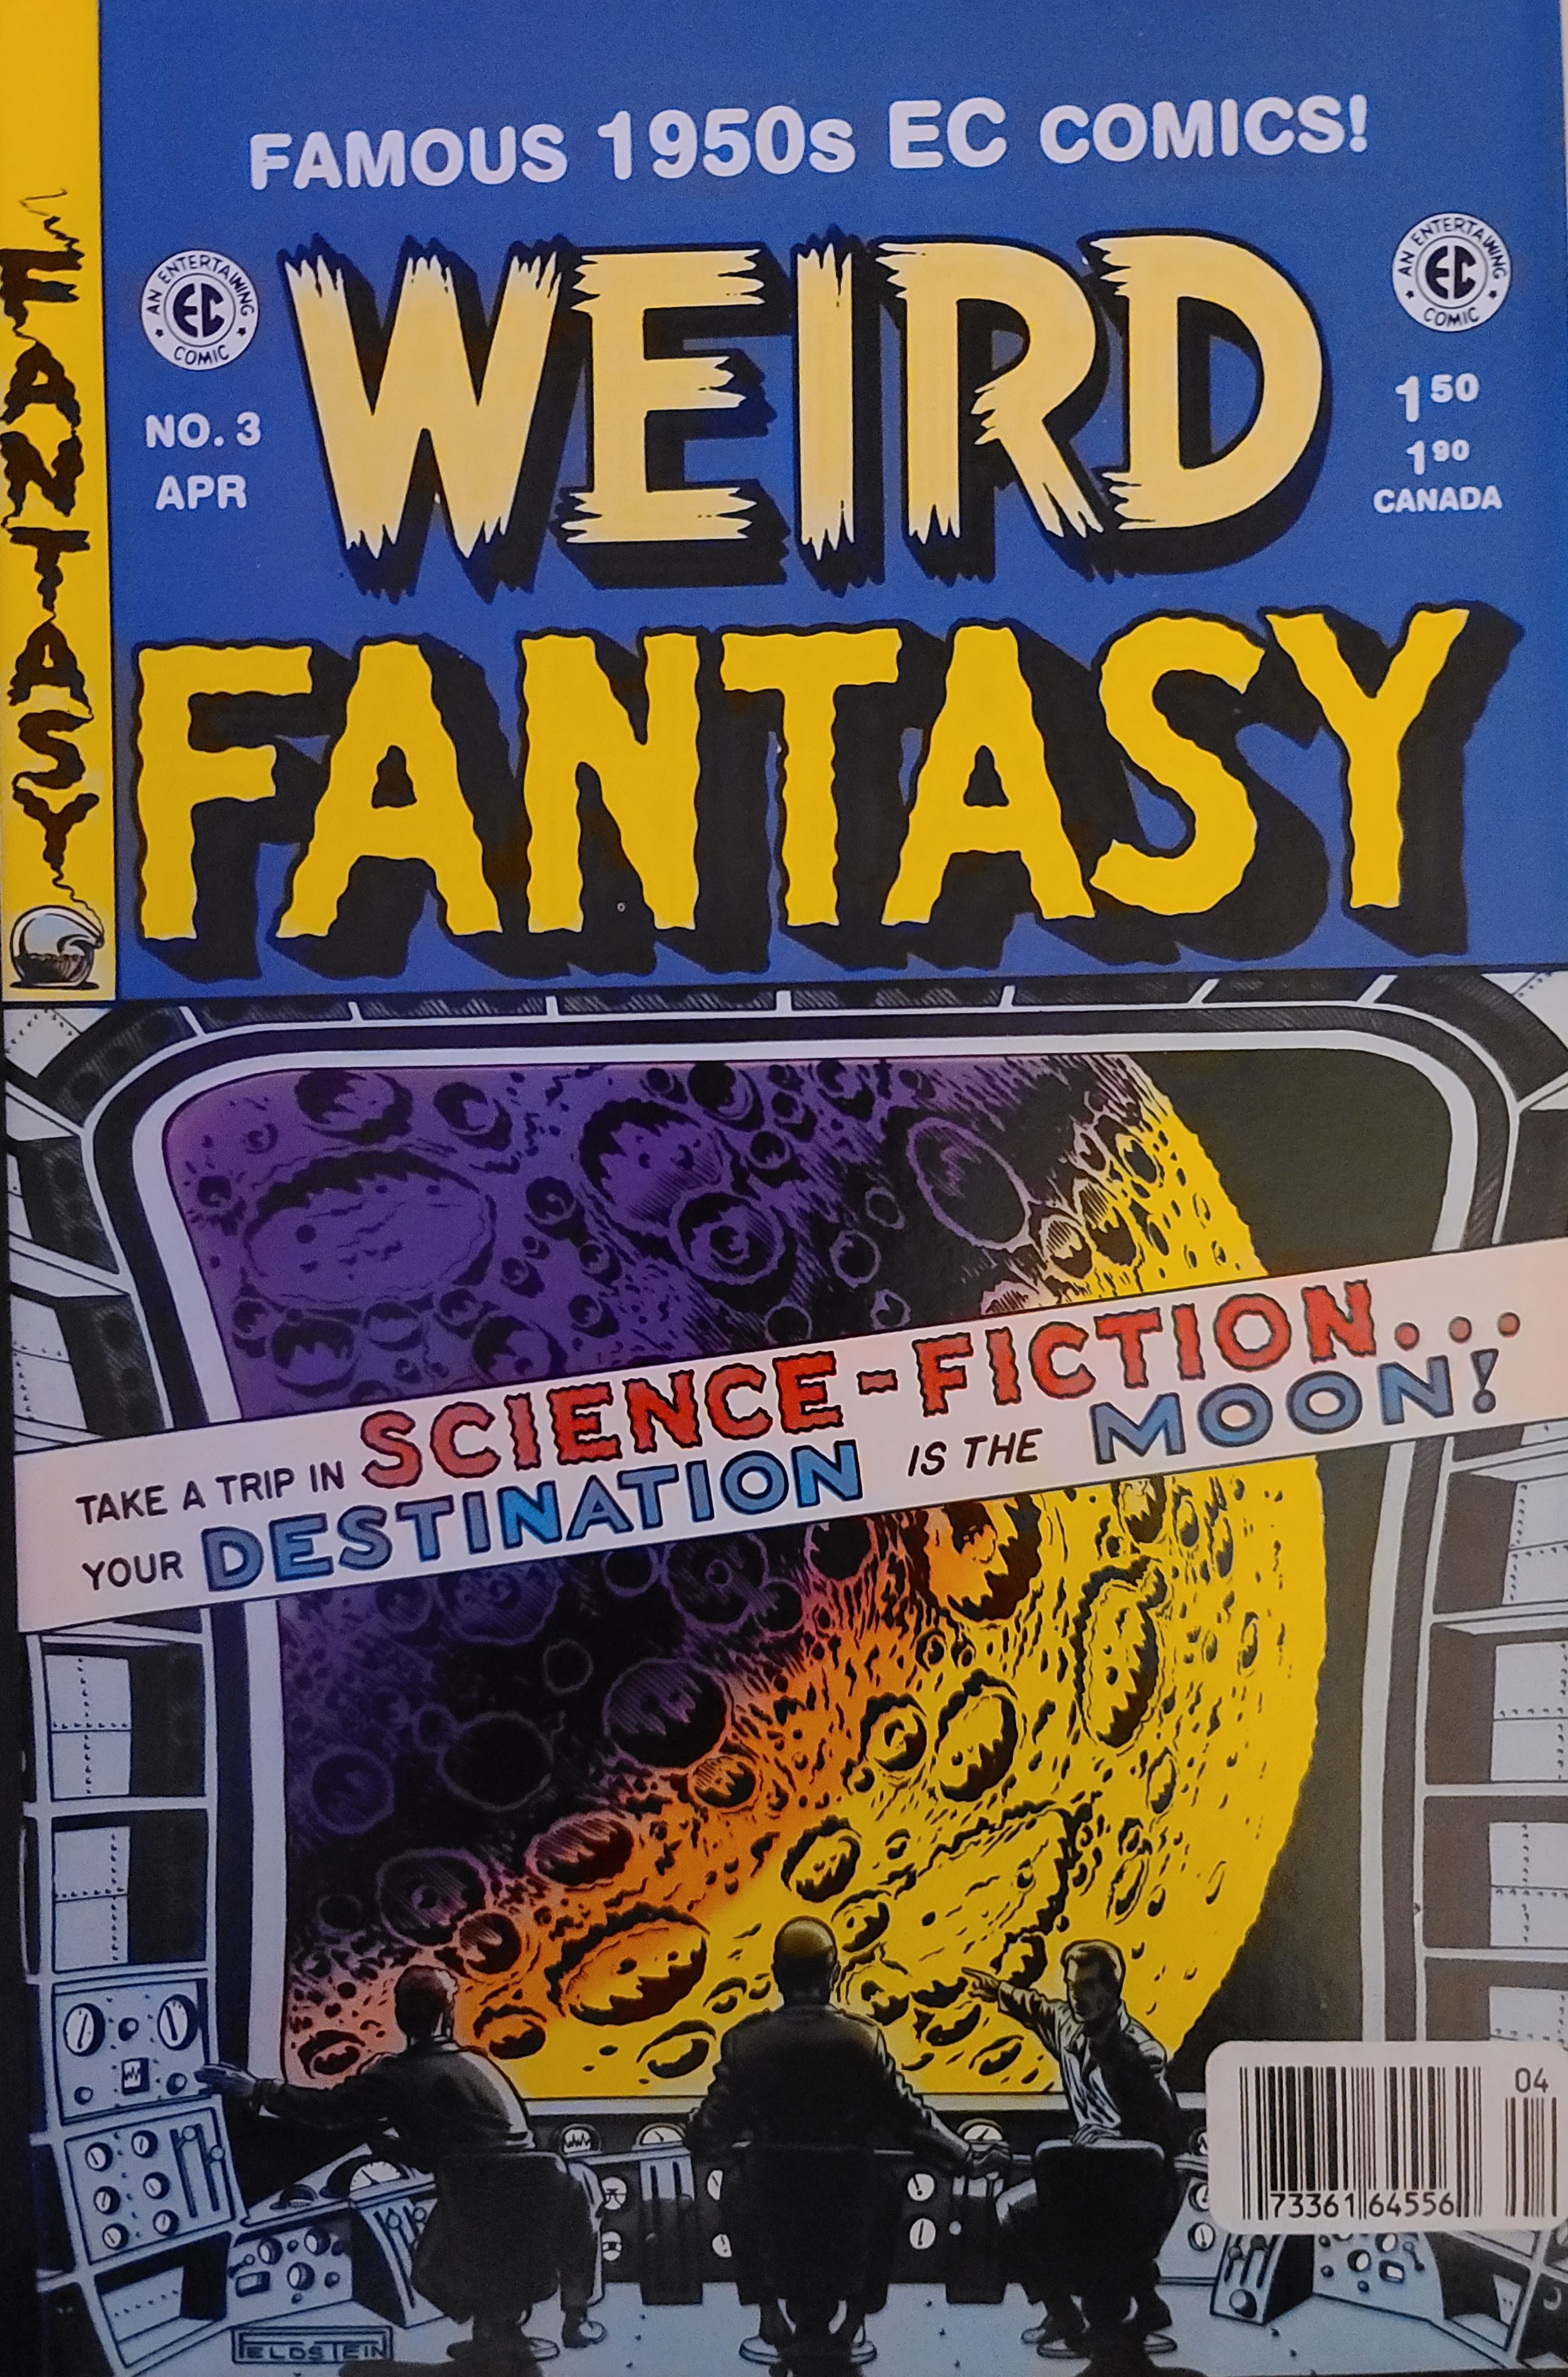 FAMOUS 1950s EC COMICS!
FANTASY
AN ENTERTAINING
EC
COMIC
NO. 3
APR
WEIRD
AN ENTERTAINING
EC
COMIC
1 50
1 90
CANADA
FANTASY
TAKE A TRIP IN SCIENCE-FICTION...
YOUR DESTINATION IS THE MOON!
04
73361 64556
FELDSTEIN